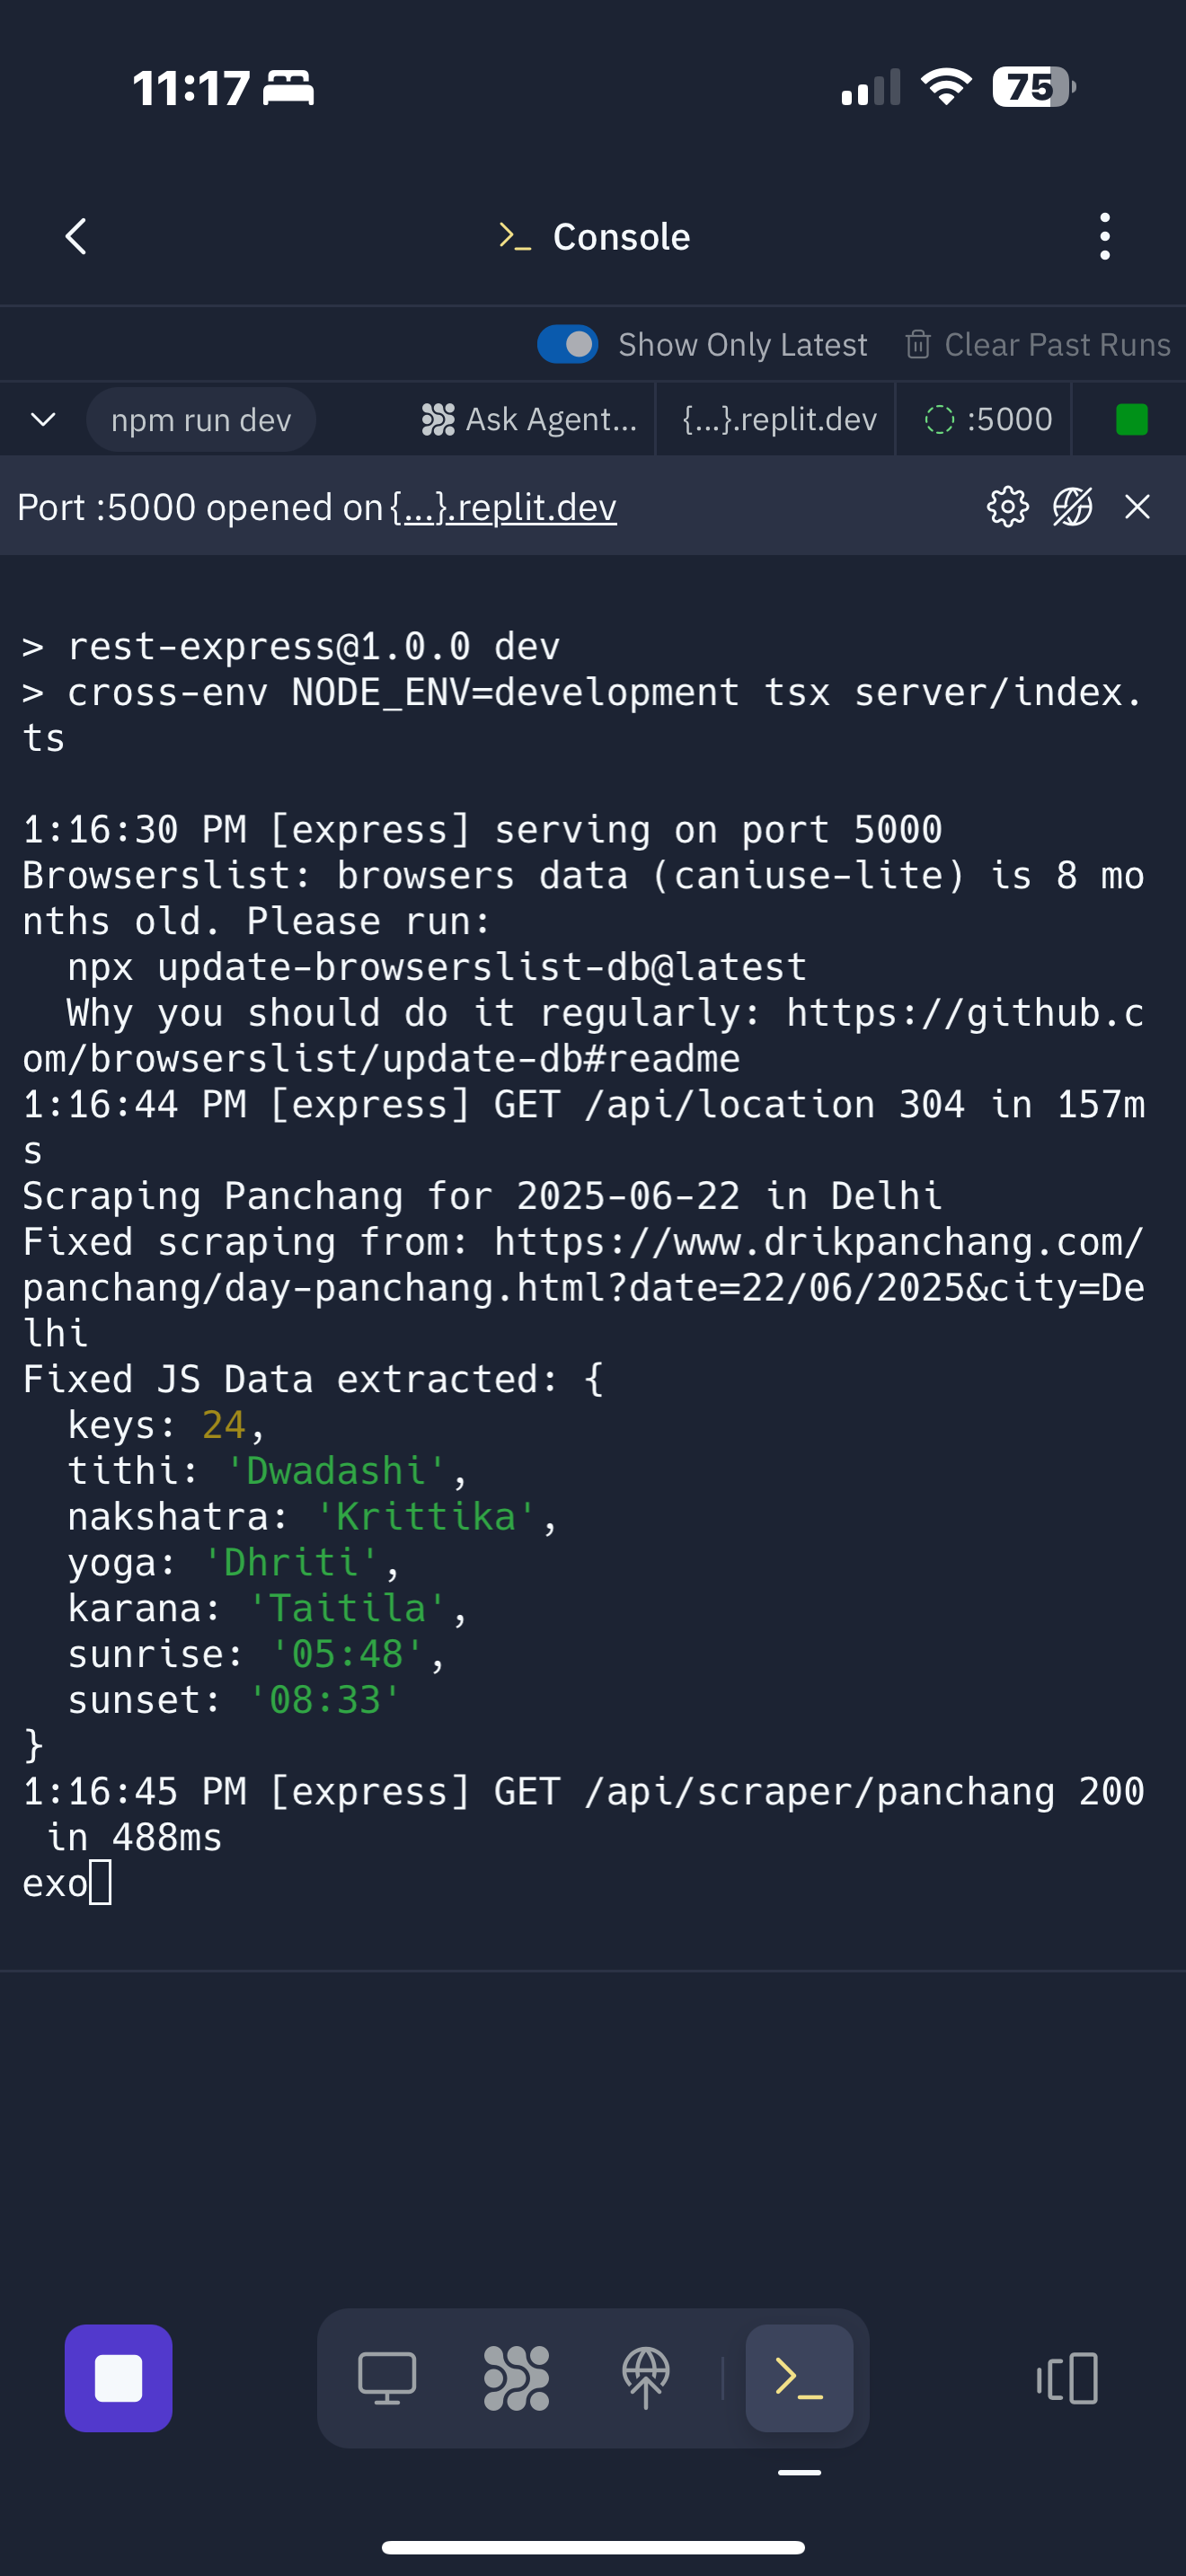 11:17
75
Console
Show Only Latest
Clear Past Runs
npm run dev
Ask Agent...
{...}.replit.dev
:5000
Port :5000 opened on {...}.replit.dev
> rest-express@1.0.0 dev
> cross-env NODE_ENV=development tsx server/index.
ts
1:16:30 PM [express] serving on port 5000
Browserslist: browsers data (caniuse-lite) is 8 mo
nths old. Please run:
  npx update-browserslist-db@latest
  Why you should do it regularly: https://github.c
om/browserslist/update-db#readme
1:16:44 PM [express] GET /api/location 304 in 157m
s
Scraping Panchang for 2025-06-22 in Delhi
Fixed scraping from: https://www.drikpanchang.com/
panchang/day-panchang.html?date=22/06/2025&city=De
lhi
Fixed JS Data extracted: {
  keys: 24,
  tithi: 'Dwadashi',
  nakshatra: 'Krittika',
  yoga: 'Dhriti',
  karana: 'Taitila',
  sunrise: '05:48',
  sunset: '08:33'
}
1:16:45 PM [express] GET /api/scraper/panchang 200
 in 488ms
exo